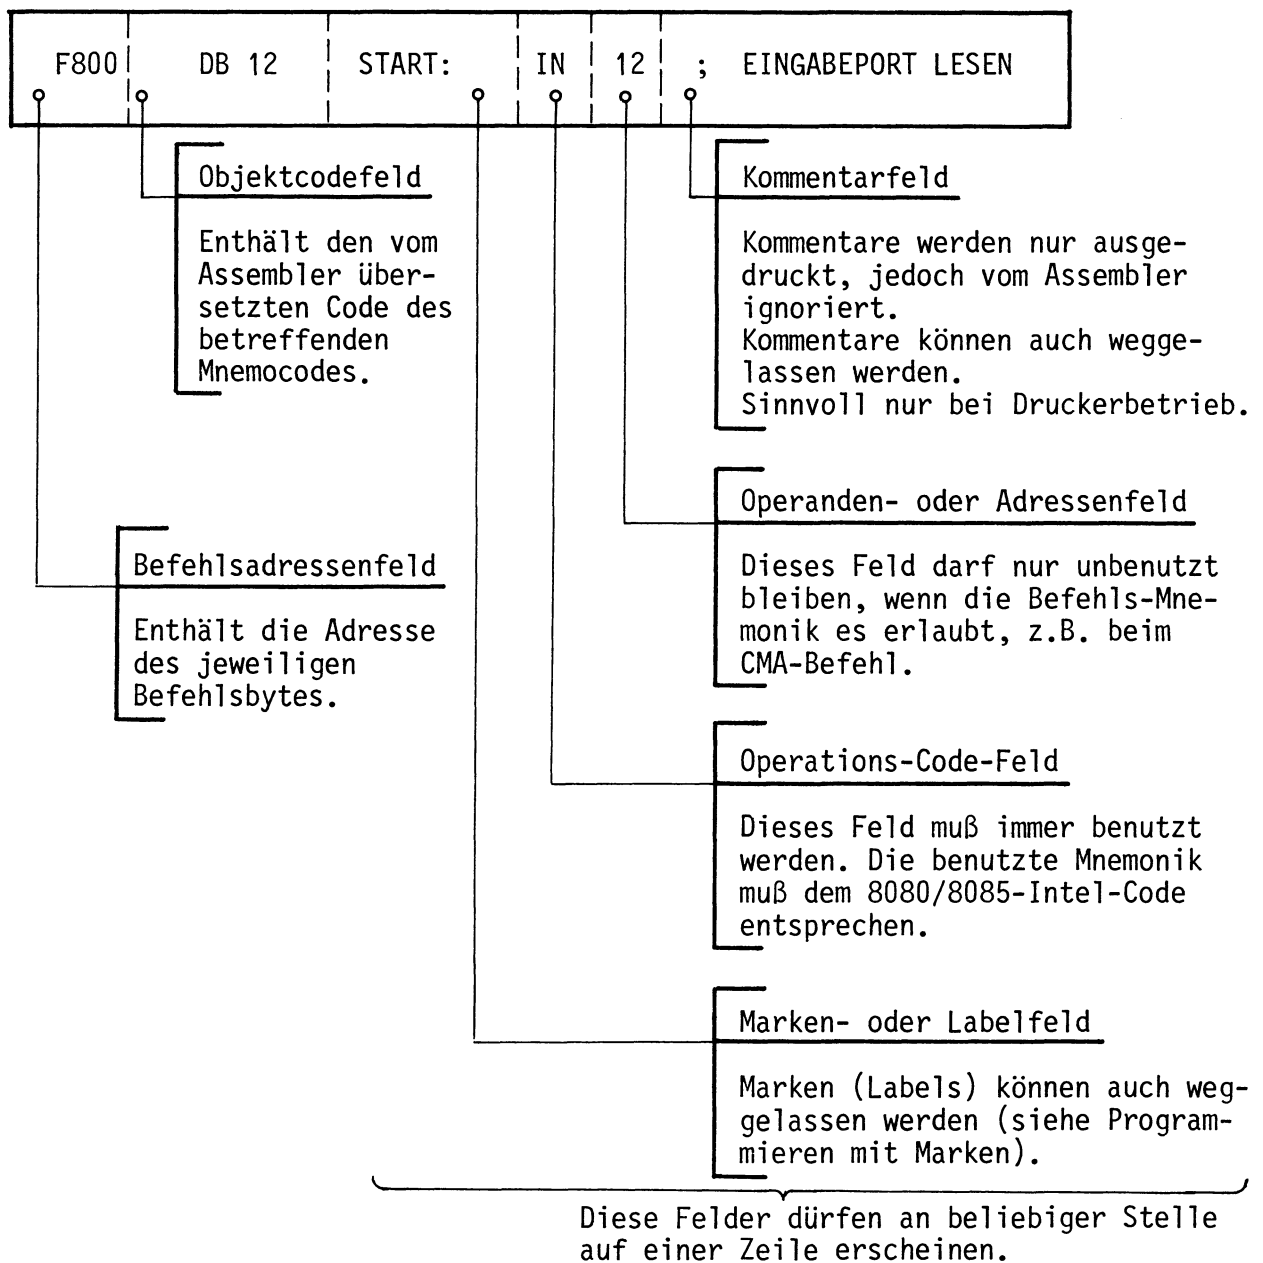 F800 DB 12 START: IN 12 ; EINGABEPORT LESEN
Objektcodefeld
Enthält den vom
Assembler über-
setzten Code des
betreffenden
Mnemocodes.
Kommentarfeld
Kommentare werden nur ausge-
druckt, jedoch vom Assembler
ignoriert.
Kommentare können auch wegge-
lassen werden.
Sinnvoll nur bei Druckerbetrieb.
Operanden- oder Adressenfeld
Dieses Feld darf nur unbenutzt
bleiben, wenn die Befehls-Mne-
monik es erlaubt, z.B. beim
CMA-Befehl.
Befehlsadressenfeld
Enthält die Adresse
des jeweiligen
Befehlsbytes.
Operations-Code-Feld
Dieses Feld muß immer benutzt
werden. Die benutzte Mnemonik
muß dem 8080/8085-Intel-Code
entsprechen.
Marken- oder Labelfeld
Marken (Labels) können auch weg-
gelassen werden (siehe Program-
mieren mit Marken).
Diese Felder dürfen an beliebiger Stelle
auf einer Zeile erscheinen.